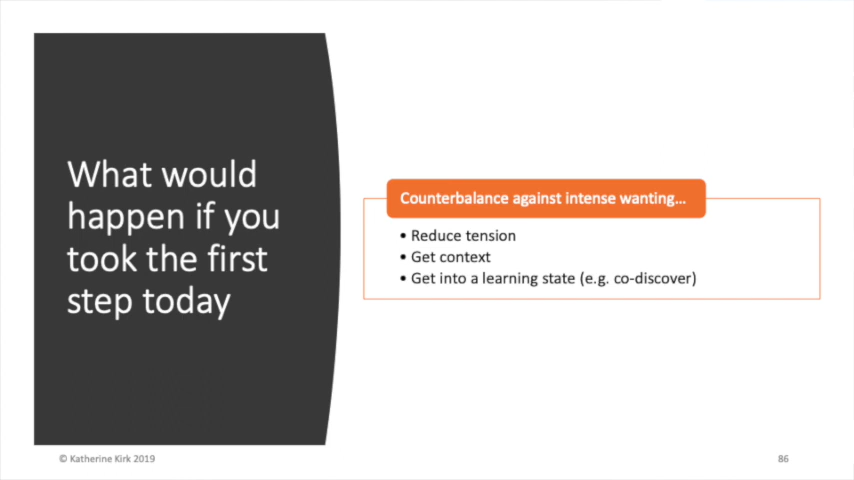 What would
happen if you
took the first
step today
Counterbalance against intense wanting...
• Reduce tension
• Get context
• Get into a learning state (e.g. co-discover)
© Katherine Kirk 2019
86